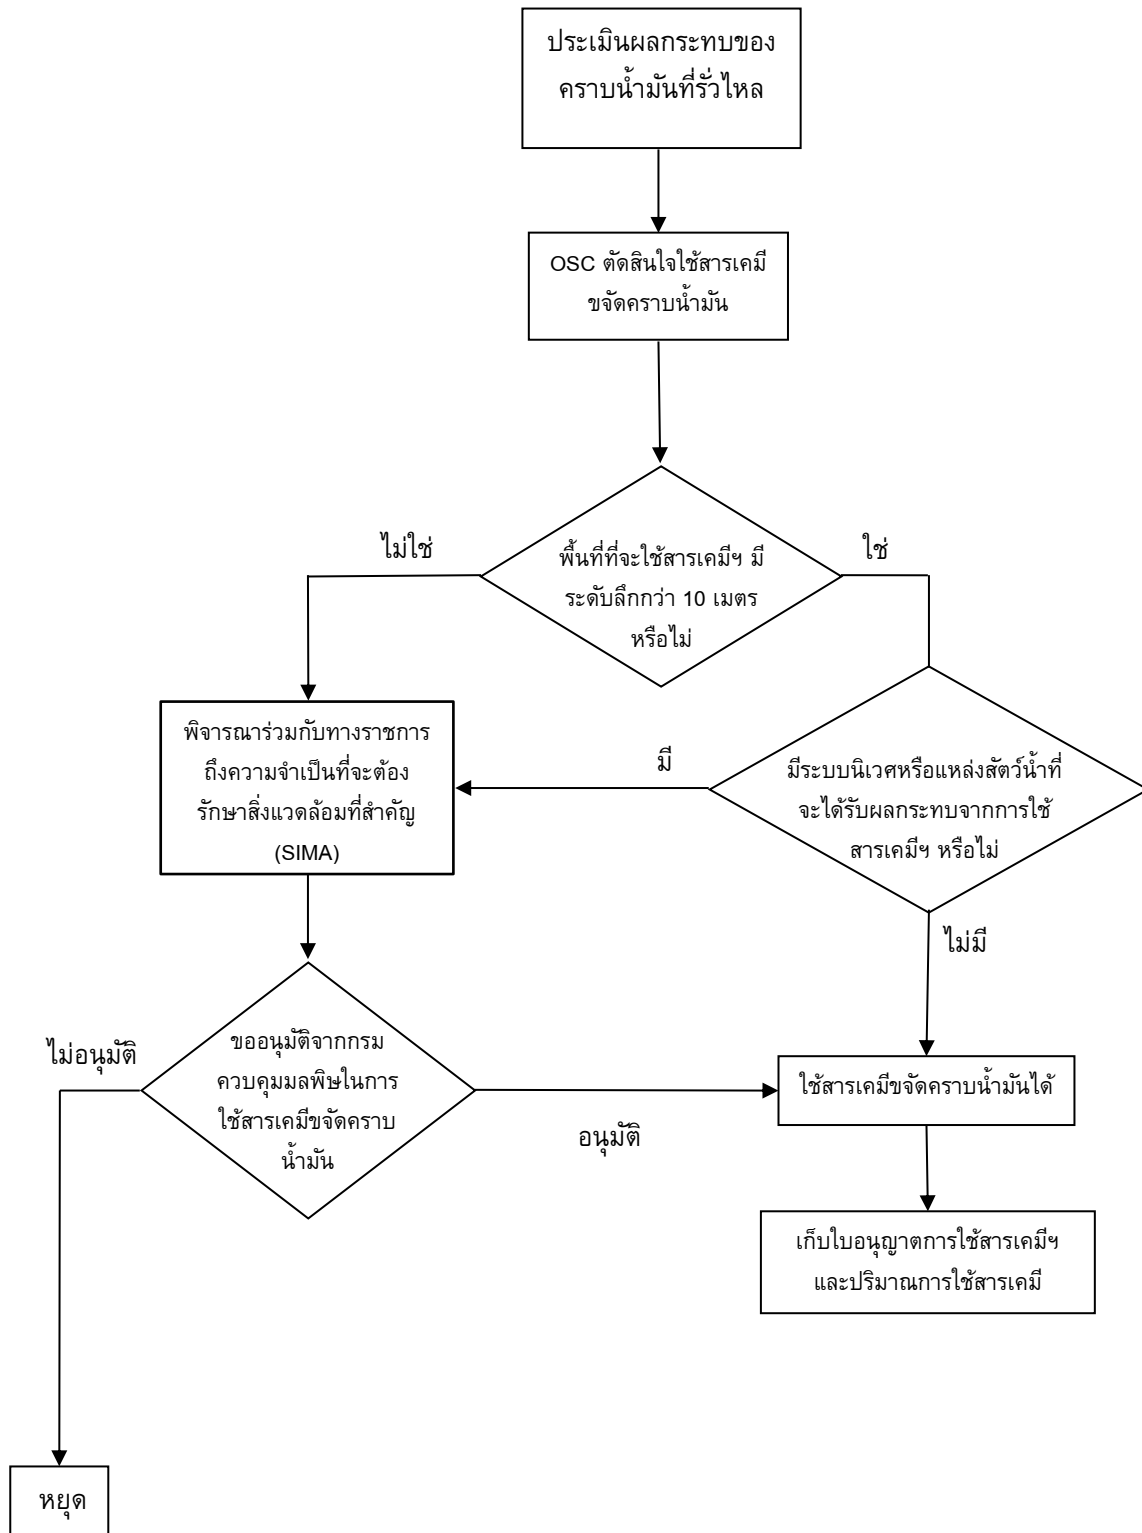 ประเมินผลกระทบของ
คราบน้ำมันที่รั่วไหล
OSC ตัดสินใจใช้สารเคมี
ขจัดคราบน้ำมัน
ไม่ใช่
ใช่
พื้นที่ที่จะใช้สารเคมีฯ มี
ระดับลึกกว่า 10 เมตร
หรือไม่
พิจารณาร่วมกับทางราชการ
ถึงความจำเป็นที่จะต้อง
รักษาสิ่งแวดล้อมที่สำคัญ
(SIMA)
มี
มีระบบนิเวศหรือแหล่งสัตว์น้ำที่
จะได้รับผลกระทบจากการใช้
สารเคมีฯ หรือไม่
ไม่มี
ไม่อนุมัติ
ขออนุมัติจากกรม
ควบคุมมลพิษในการ
ใช้สารเคมีขจัดคราบ
น้ำมัน
อนุมัติ
ใช้สารเคมีขจัดคราบน้ำมันได้
เก็บใบอนุญาตการใช้สารเคมีฯ
และปริมาณการใช้สารเคมี
หยุด